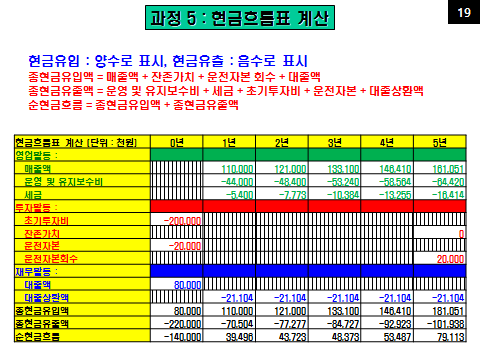 19
과정 5 : 현금흐름표 계산
현금유입 : 양수로 표시, 현금유출 : 음수로 표시
총현금유입액 = 매출액 + 잔존가치 + 운전자본 회수 + 대출액
총현금유출액 = 운영 및 유지보수비 + 세금 + 초기투자비 + 운전자본 + 대출상환액
순현금흐름 = 총현금유입액 + 총현금유출액
현금흐름표 계산 [단위 : 천원] 0년 1년 2년 3년 4년 5년
영업활동 :
매출액 110,000 121,000 133,100 146,410 161,051
운영 및 유지보수비 -44,000 -48,400 -53,240 -58,564 -64,420
세금 -5,400 -7,773 -10,384 -13,255 -16,414
투자활동 :
초기투자비 -200,000
잔존가치 0
운전자본 -20,000
운전자본회수 20,000
재무활동 :
대출액 80,000
대출상환액 -21,104 -21,104 -21,104 -21,104 -21,104
총현금유입액 80,000 110,000 121,000 133,100 146,410 181,051
총현금유출액 -220,000 -70,504 -77,277 -84,727 -92,923 -101,938
순현금흐름 -140,000 39,496 43,723 48,373 53,487 79,113